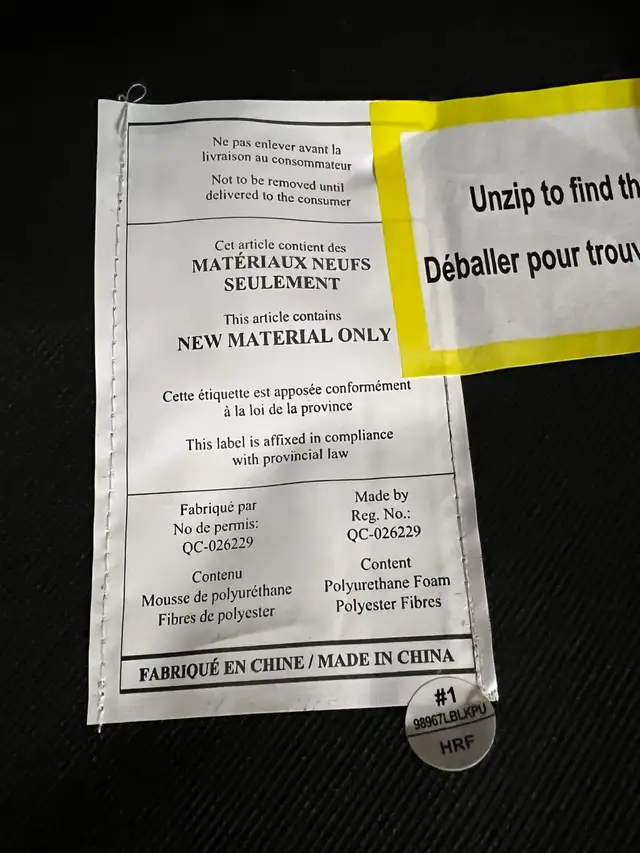 Ne pas enlever avant la
livraison au consommateur
Not to be removed until
delivered to the consumer
Cet article contient des
MATÉRIAUX NEUFS
SEULEMENT
This article contains
NEW MATERIAL ONLY
Cette étiquette est apposée conformément
à la loi de la province
This label is affixed in compliance
with provincial law
Fabriqué par
No de permis:
QC-026229
Contenu
Mousse de polyuréthane
Fibres de polyester
Made by
Reg. No.:
QC-026229
Content
Polyurethane Foam
Polyester Fibres
FABRIQUÉ EN CHINE / MADE IN CHINA
Unzip to find th
Déballer pour trouv
#1
98967LBLKPU
HRF